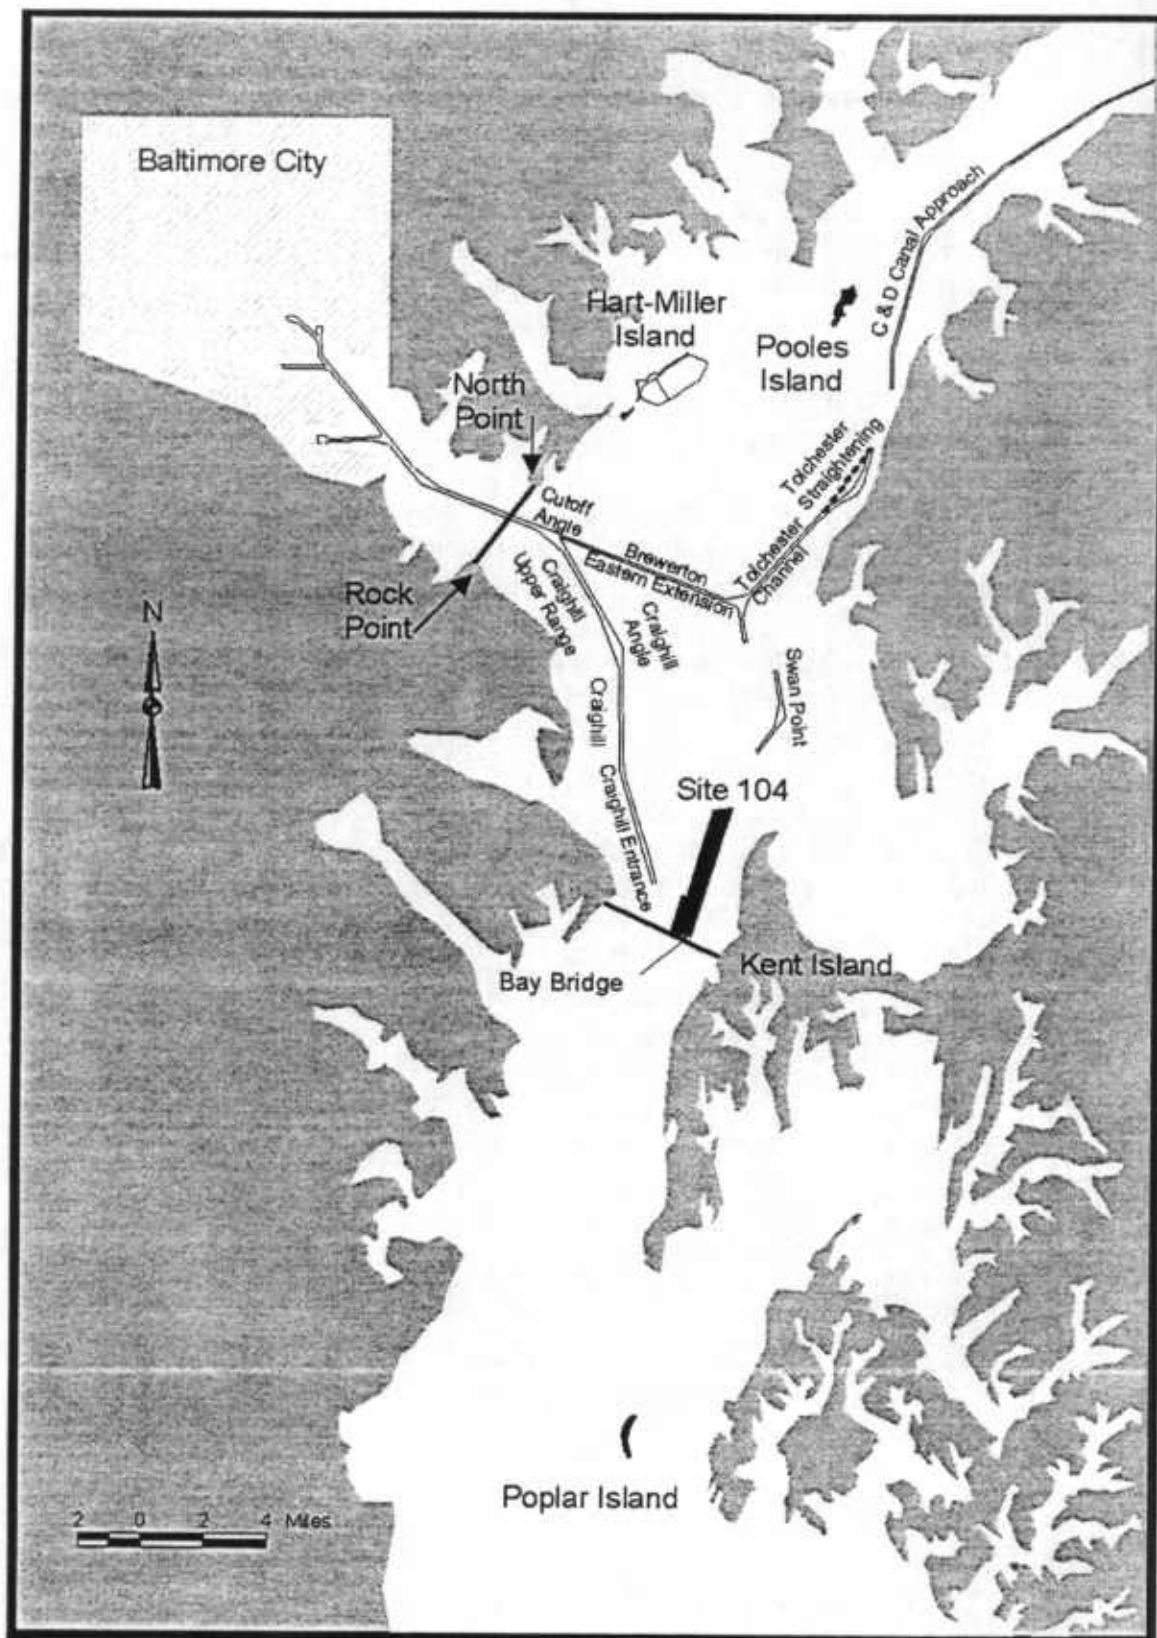 Baltimore City
C & D Canal Approach
Hart-Miller
Island
Pooles
Island
North
Point
Tolchester
Straightening
Cutoff
Angle
Brewerton
Eastern Extension
Tolchester
Channel
Craighill
Upper Range
Craighill
Angle
Rock
Point
N
Swan Point
Craighill
Craighill Entrance
Site 104
Kent Island
Bay Bridge
Poplar Island
2 0 2 4 Miles